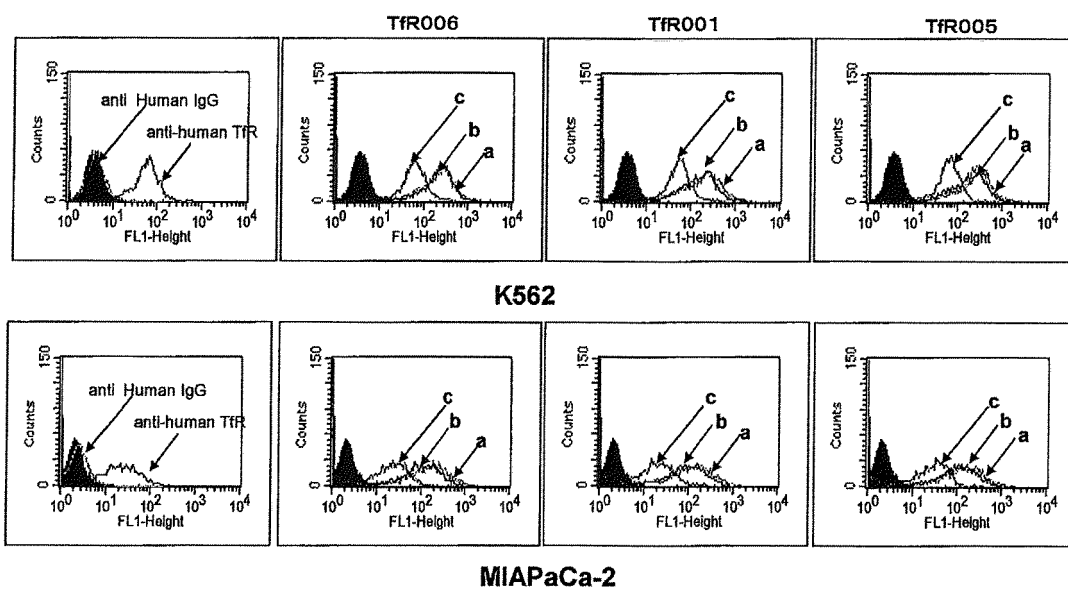 TfR006 TfR001 TfR005
150
Counts
0
anti Human IgG
anti-human TfR
10^0 10^1 10^2 10^3 10^4
FL1-Height
150
Counts
0
c
b
a
10^0 10^1 10^2 10^3 10^4
FL1-Height
150
Counts
0
c
b
a
10^0 10^1 10^2 10^3 10^4
FL1-Height
150
Counts
0
c
b
a
10^0 10^1 10^2 10^3 10^4
FL1-Height
K562
150
Counts
0
anti Human IgG
anti-human TfR
10^0 10^1 10^2 10^3 10^4
FL1-Height
150
Counts
0
c
b
a
10^0 10^1 10^2 10^3 10^4
FL1-Height
150
Counts
0
c
b
a
10^0 10^1 10^2 10^3 10^4
FL1-Height
150
Counts
0
c
b
a
10^0 10^1 10^2 10^3 10^4
FL1-Height
MIAPaCa-2